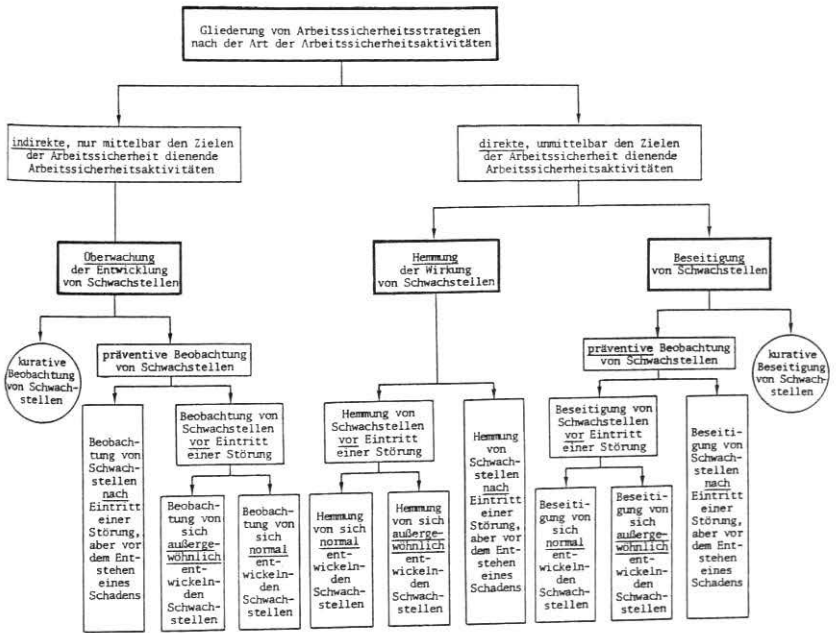 Gliederung von Arbeitssicherheitsstrategien
nach der Art der Arbeitssicherheitsaktivitäten
indirekte, nur mittelbar den Zielen
der Arbeitssicherheit dienende
Arbeitssicherheitsaktivitäten
direkte, unmittelbar den Zielen
der Arbeitssicherheit dienende
Arbeitssicherheitsaktivitäten
Überwachung
der Entwicklung
von Schwachstellen
Hemmung
der Wirkung
von Schwachstellen
Beseitigung
von Schwachstellen
kurative
Beobachtung
von Schwach-
stellen
präventive Beobachtung
von Schwachstellen
präventive Beobachtung
von Schwachstellen
kurative
Beseitigung
von Schwach-
stellen
Beobach-
tung von
Schwach-
stellen
nach
Eintritt
einer
Störung,
aber vor
dem Ent-
stehen
eines
Schadens
Beobachtung von
Schwachstellen
vor Eintritt
einer Störung
Beobach-
tung von
sich
außerge-
wöhnlich
ent-
wickeln-
den
Schwach-
stellen
Beobach-
tung von
sich
normal
ent-
wickeln-
den
Schwach-
stellen
Hemmung von
Schwachstellen
vor Eintritt
einer Störung
Hemmung
von sich
normal
ent-
wickeln-
den
Schwach-
stellen
Hemmung
von sich
außerge-
wöhnlich
ent-
wickeln-
den
Schwach-
stellen
Hemmung
von
Schwach-
stellen
nach
Eintritt
einer
Störung,
aber vor
dem Ent-
stehen
eines
Schadens
Beseitigung von
Schwachstellen
vor Eintritt
einer Störung
Beseiti-
gung von
sich
normal
ent-
wickeln-
den
Schwach-
stellen
Beseiti-
gung von
sich
außerge-
wöhnlich
ent-
wickeln-
den
Schwach-
stellen
Beseiti-
gung von
Schwach-
stellen
nach
Eintritt
einer
Störung,
aber vor
dem Ent-
stehen
eines
Schadens